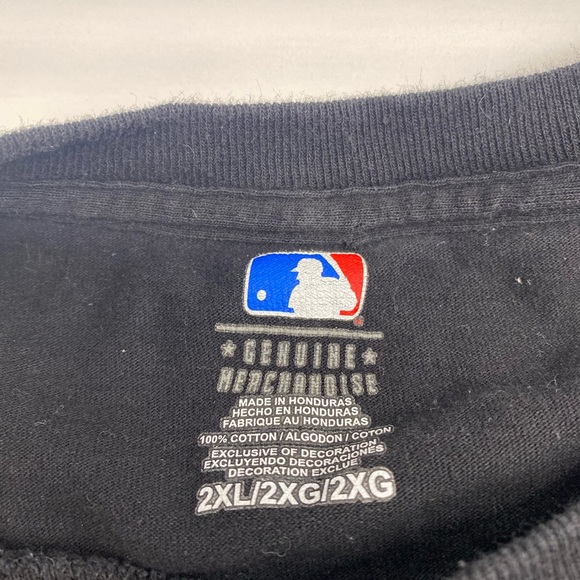 ★ GENUINE ★
MERCHANDISE
MADE IN HONDURAS
HECHO EN HONDURAS
FABRIQUE AU HONDURAS
100% COTTON / ALGODON / COTON
EXCLUSIVE OF DECORATION
EXCLUYENDO DECORACIONES
DECORATION EXCLUE
2XL/2XG/2XG